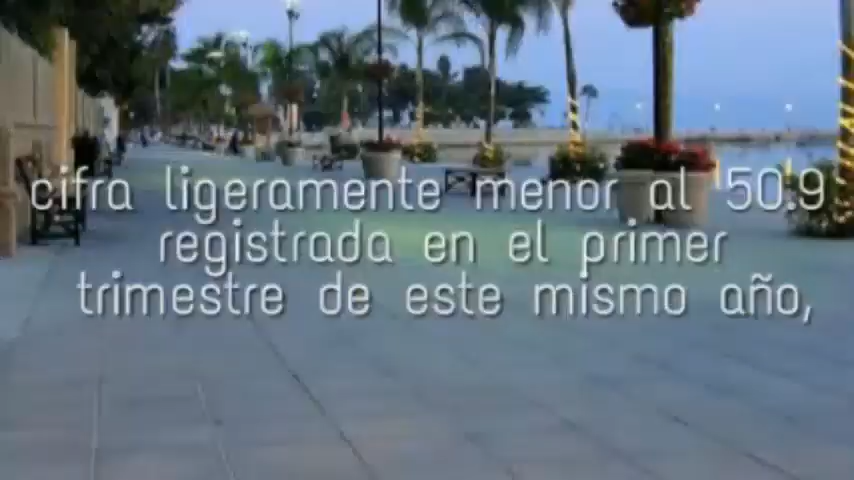 cifra ligeramente menor al 50.9
registrada en el primer
trimestre de este mismo año,